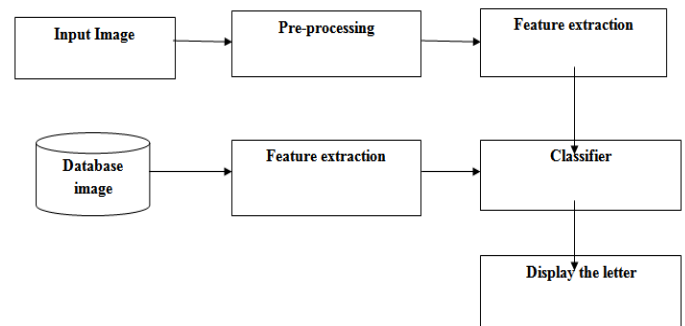 Input Image
Pre-processing
Feature extraction
Database
image
Feature extraction
Classifier
Display the letter